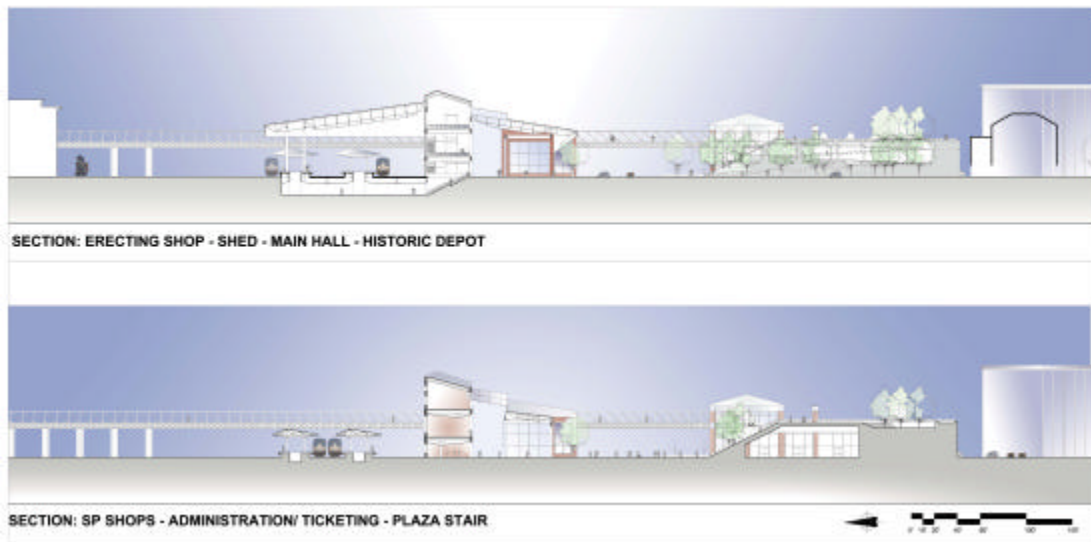 SECTION: ERECTING SHOP - SHED - MAIN HALL - HISTORIC DEPOT
SECTION: SP SHOPS - ADMINISTRATION/ TICKETING - PLAZA STAIR